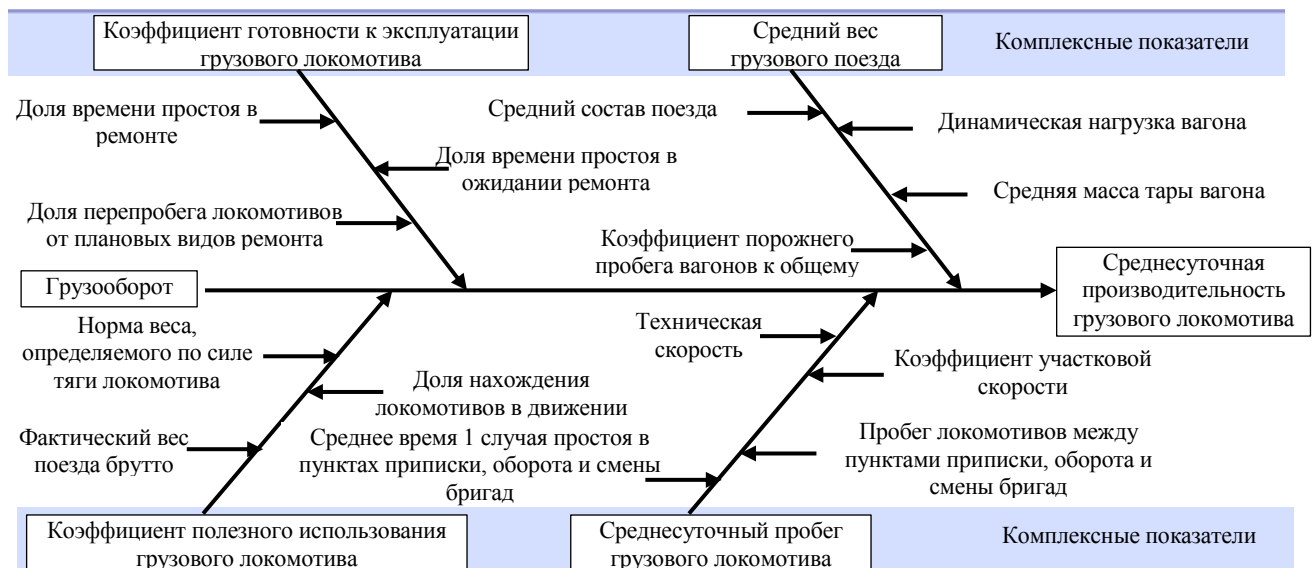 Коэффициент готовности к эксплуатации
грузового локомотива
Средний вес
грузового поезда
Комплексные показатели
Доля времени простоя в
ремонте
Средний состав поезда
Динамическая нагрузка вагона
Доля времени простоя в
ожидании ремонта
Средняя масса тары вагона
Доля перепробега локомотивов
от плановых видов ремонта
Коэффициент порожнего
пробега вагонов к общему
Грузооборот
Среднесуточная
производительность
грузового локомотива
Норма веса,
определяемого по силе
тяги локомотива
Техническая
скорость
Коэффициент участковой
скорости
Доля нахождения
локомотивов в движении
Фактический вес
поезда брутто
Среднее время 1 случая простоя в
пунктах приписки, оборота и смены
бригад
Пробег локомотивов между
пунктами приписки, оборота и
смены бригад
Коэффициент полезного использования
грузового локомотива
Среднесуточный пробег
грузового локомотива
Комплексные показатели